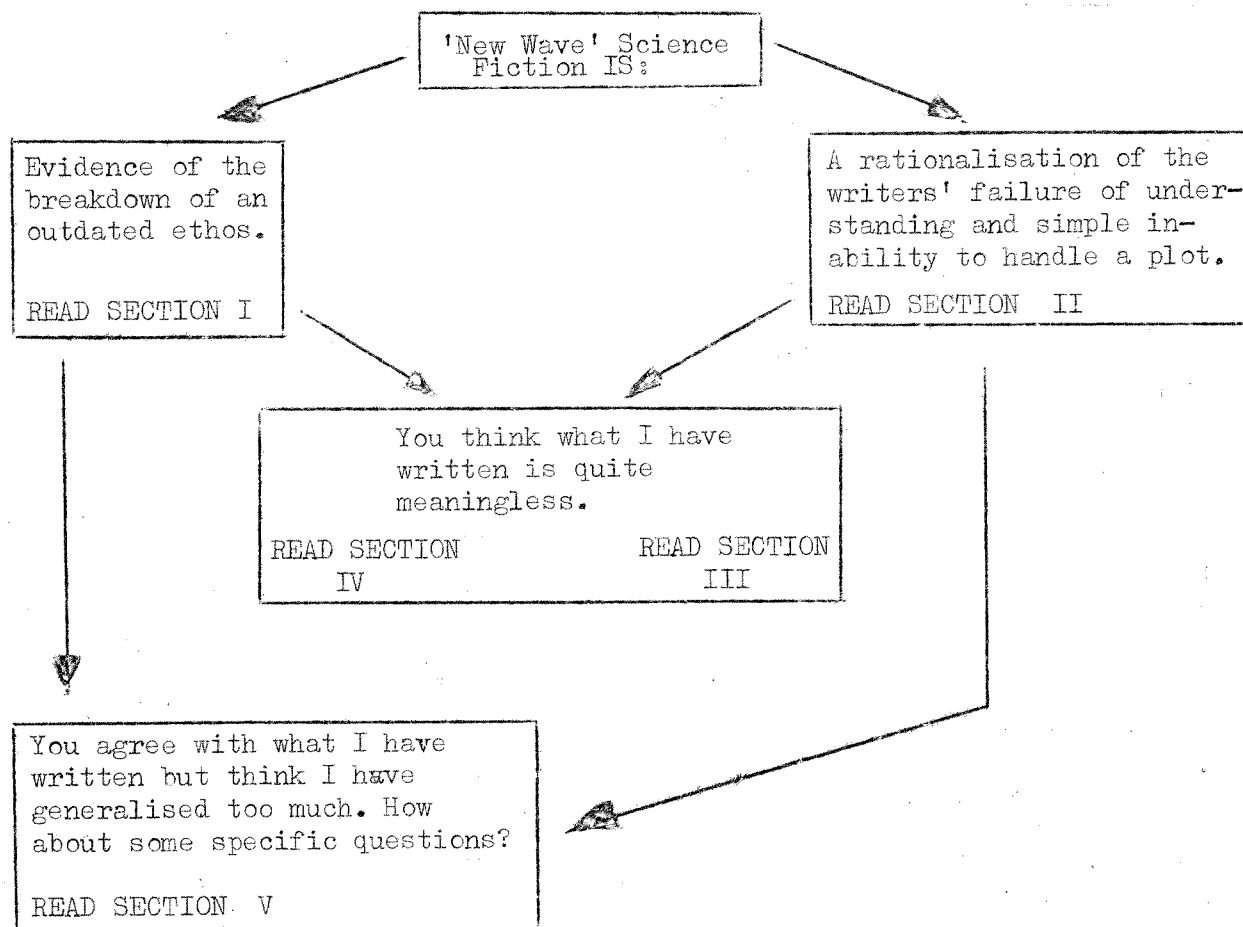 'New Wave' Science
Fiction IS:
Evidence of the
breakdown of an
outdated ethos.
READ SECTION I
A rationalisation of the
writers' failure of under-
standing and simple in-
ability to handle a plot.
READ SECTION II
You think what I have
written is quite
meaningless.
READ SECTION
IV
READ SECTION
III
You agree with what I have
written but think I have
generalised too much. How
about some specific questions?
READ SECTION V